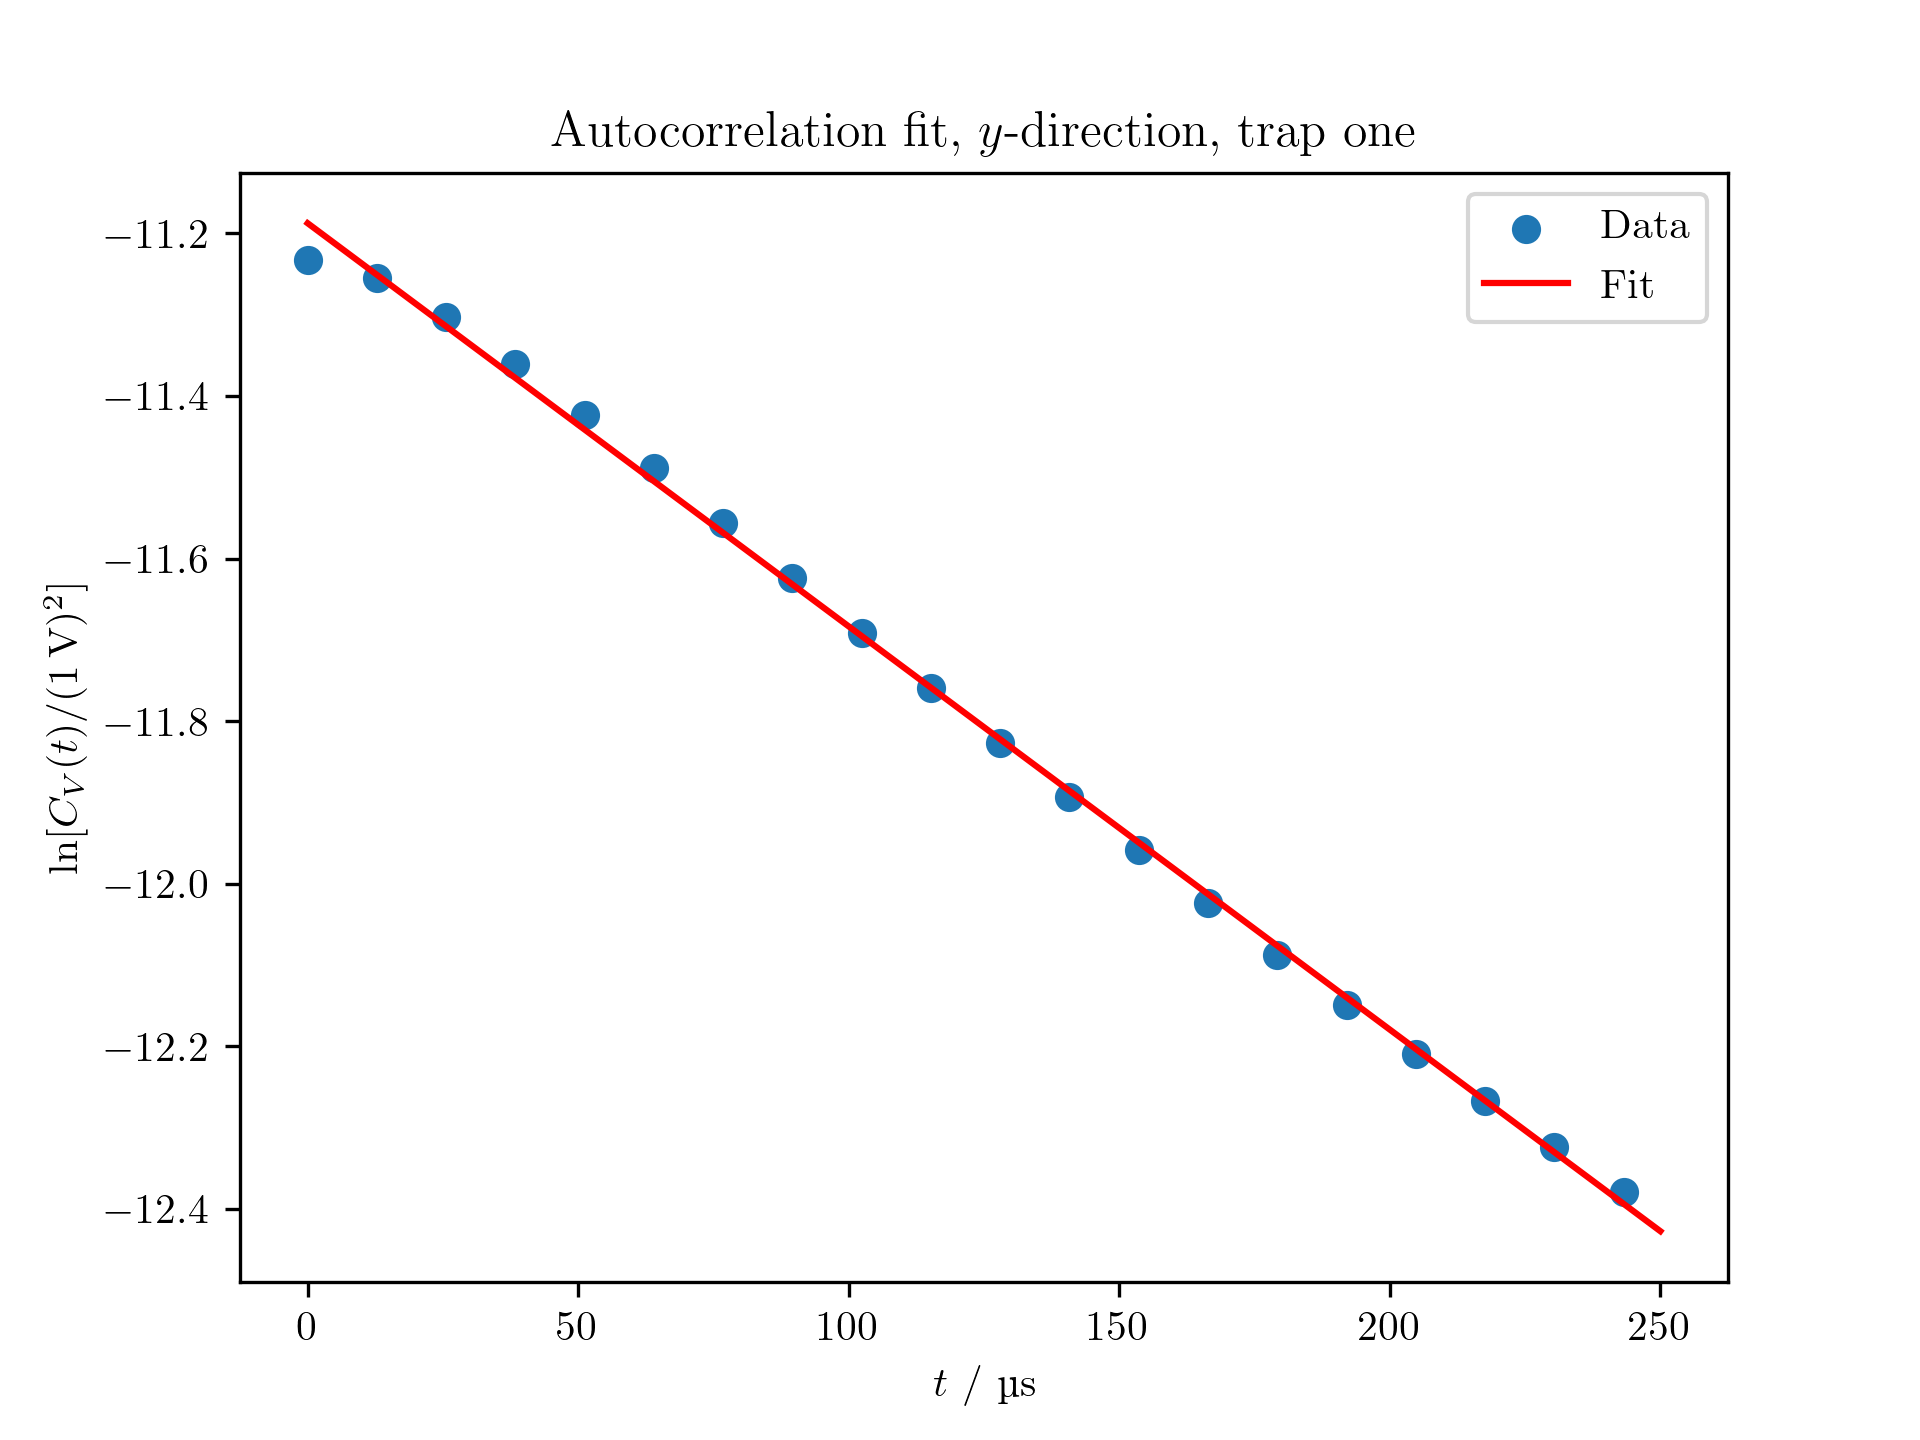 Autocorrelation fit, y-direction, trap one
Data
Fit
−11.2
−11.4
−11.6
−11.8
−12.0
−12.2
−12.4
ln[C_V(t)/(1 V)²]
0 50 100 150 200 250
t / µs